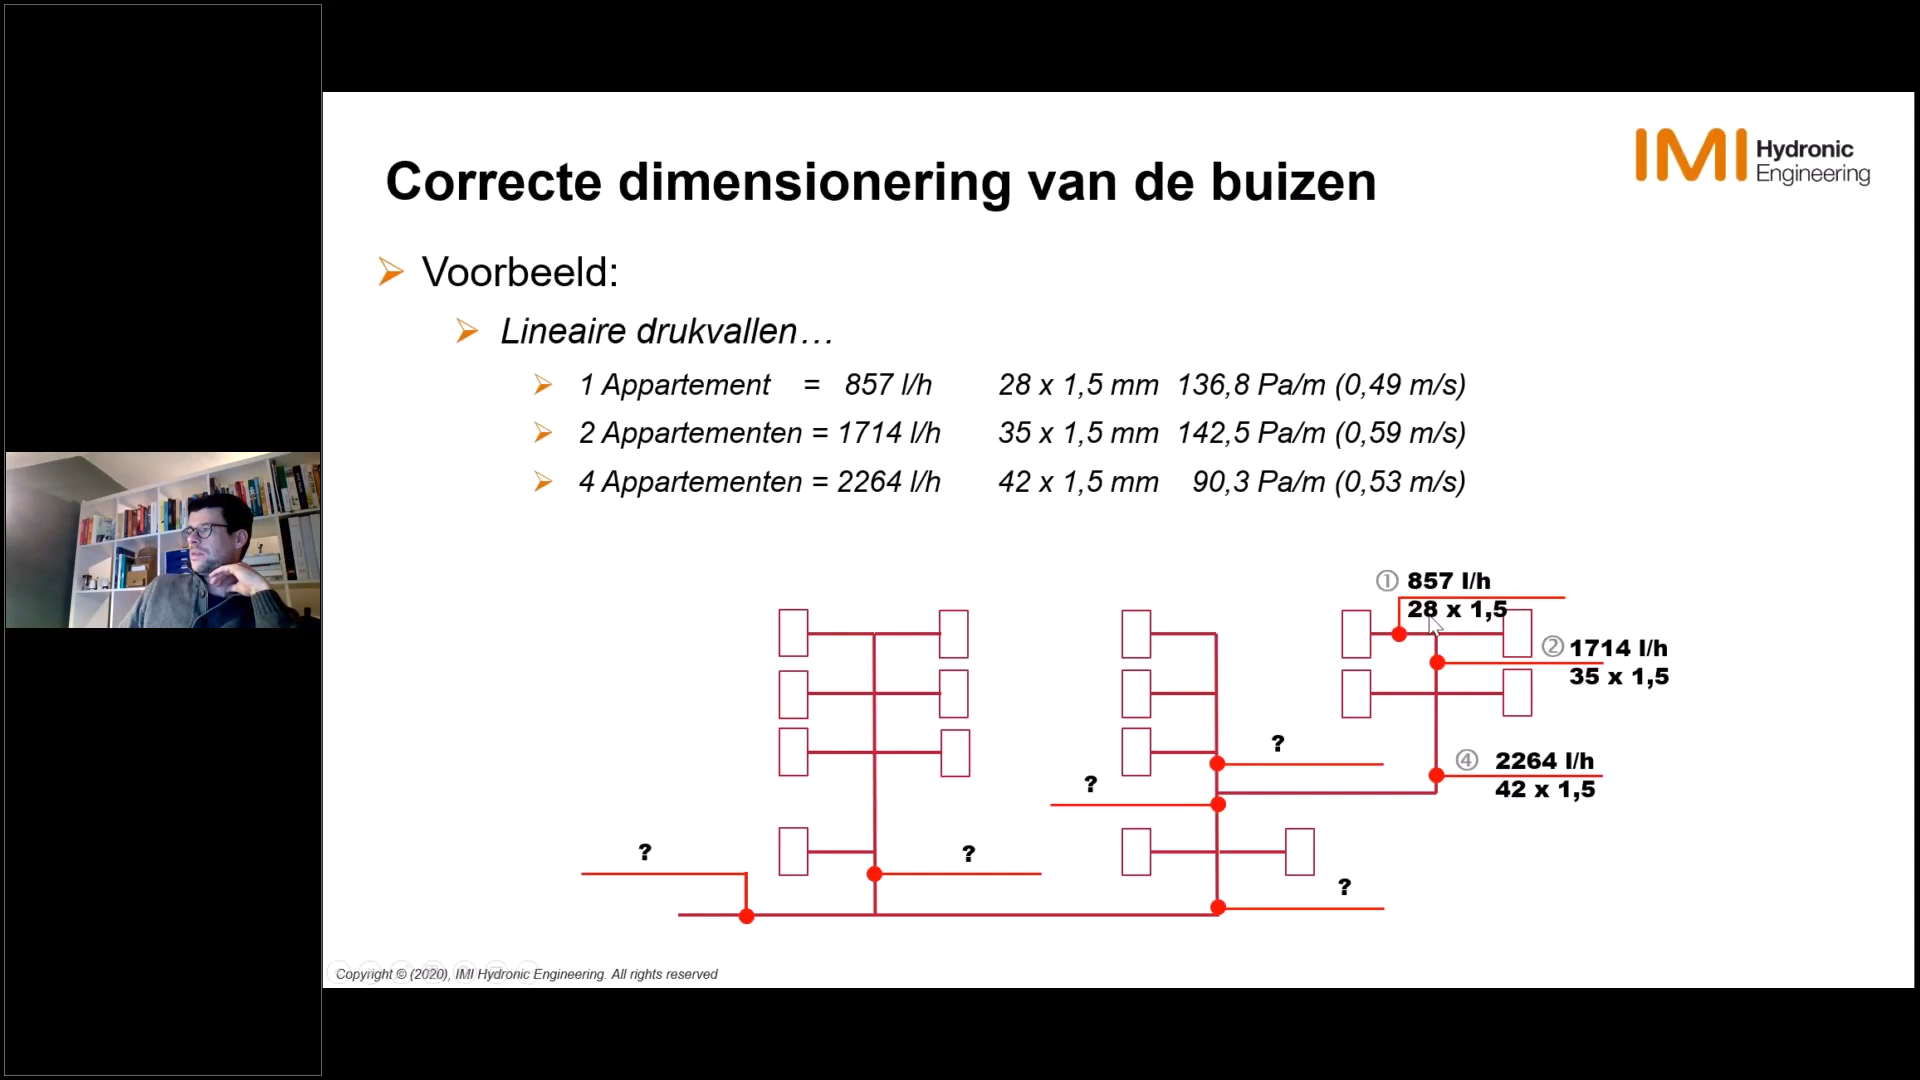 IMI Hydronic
Engineering
Correcte dimensionering van de buizen
Voorbeeld:
Lineaire drukvallen…
1 Appartement = 857 l/h 28 x 1,5 mm 136,8 Pa/m (0,49 m/s)
2 Appartementen = 1714 l/h 35 x 1,5 mm 142,5 Pa/m (0,59 m/s)
4 Appartementen = 2264 l/h 42 x 1,5 mm 90,3 Pa/m (0,53 m/s)
① 857 l/h
28 x 1,5
② 1714 l/h
35 x 1,5
?
④ 2264 l/h
?
42 x 1,5
?
?
?
Copyright © (2020), IMI Hydronic Engineering. All rights reserved